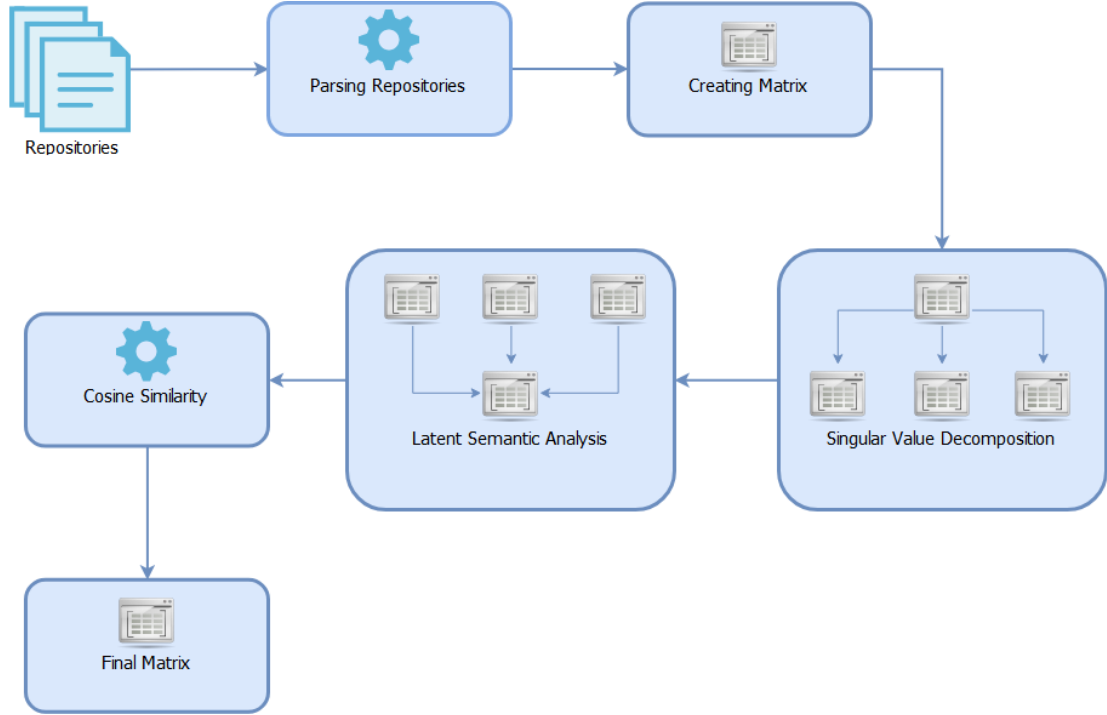 Repositories
Parsing Repositories
Creating Matrix
Singular Value Decomposition
Latent Semantic Analysis
Cosine Similarity
Final Matrix